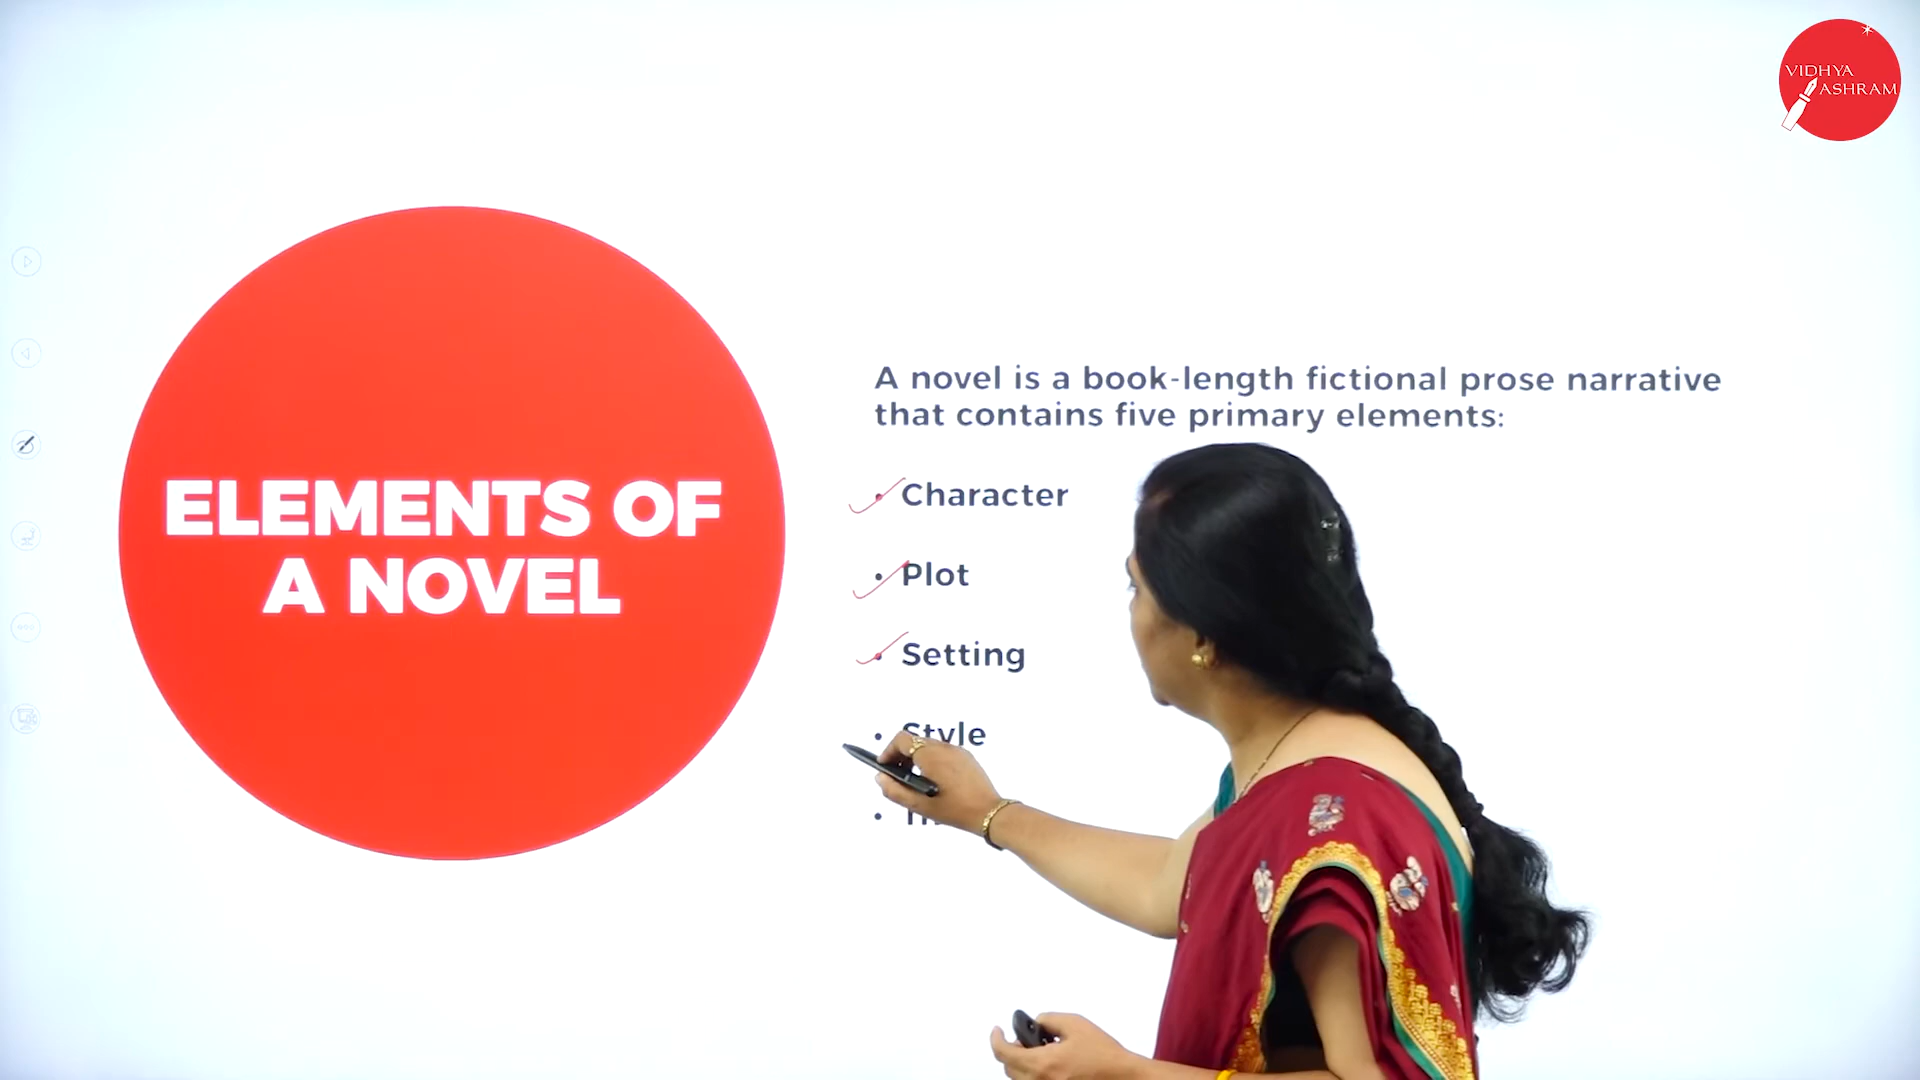 VIDHYA
ASHRAM
ELEMENTS OF
A NOVEL
A novel is a book-length fictional prose narrative
that contains five primary elements:
• Character
• Plot
• Setting
• Style